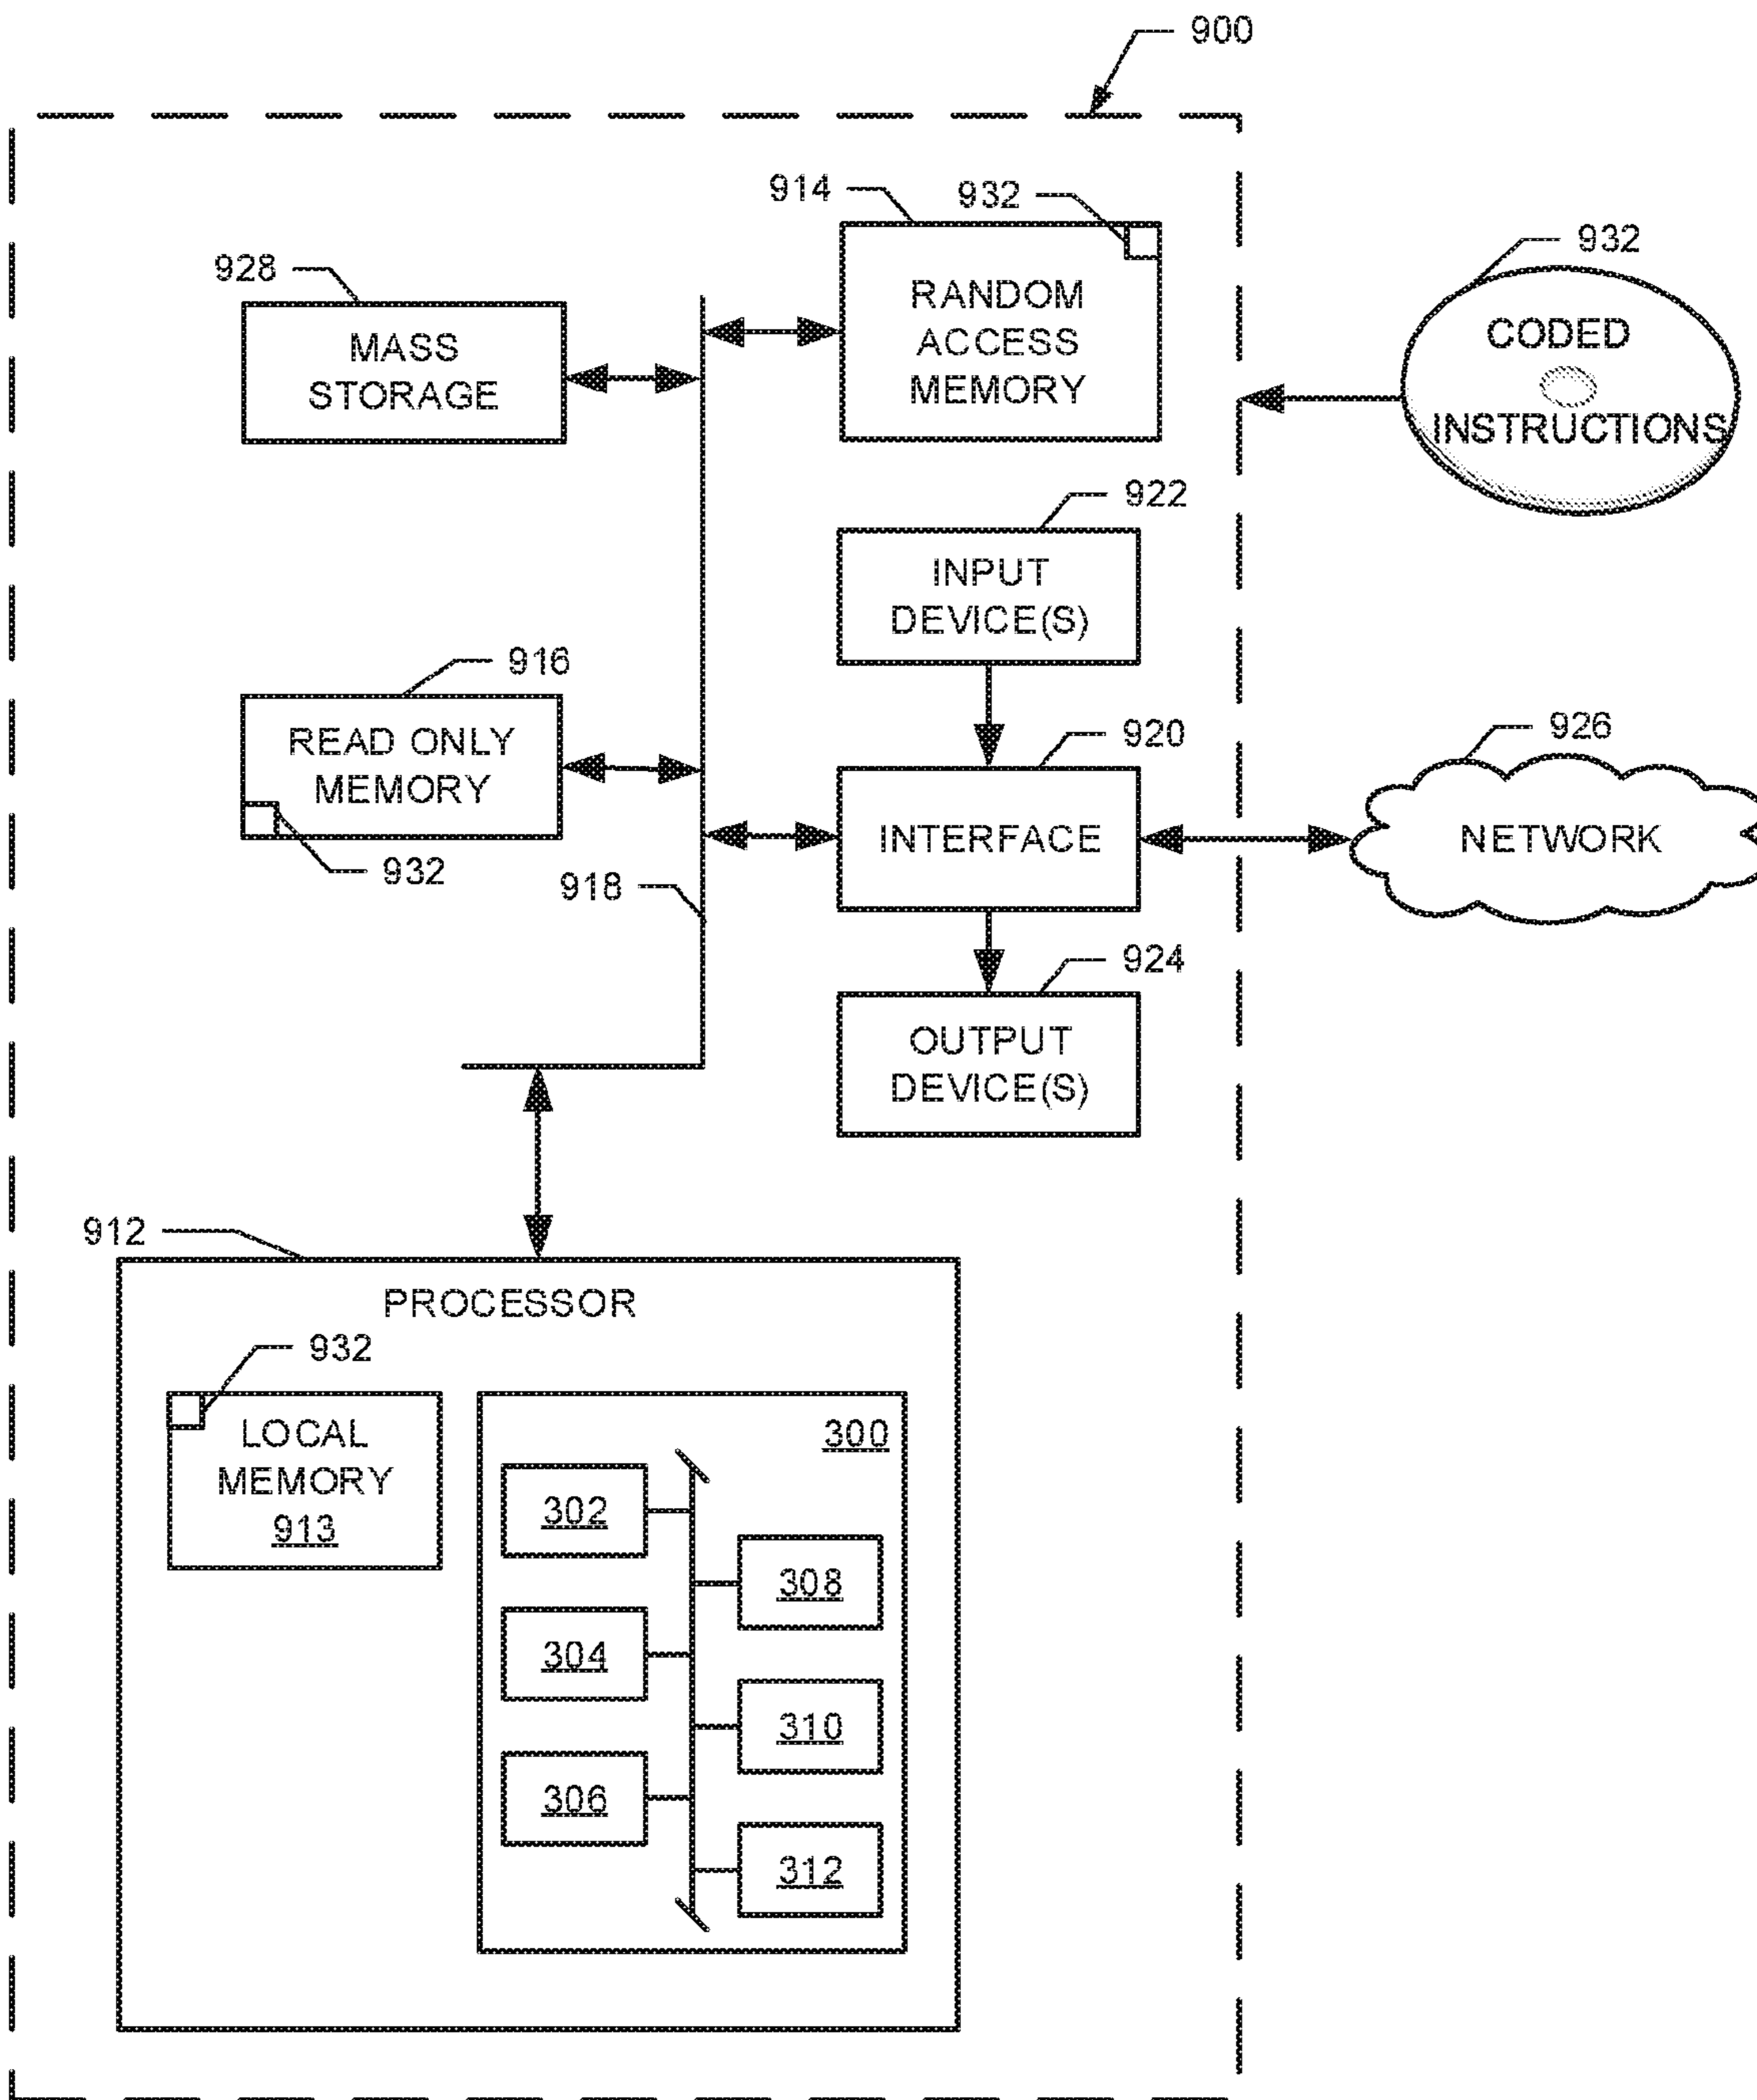 900
914
932
928
RANDOM
ACCESS
MEMORY
MASS
STORAGE
932
CODED
INSTRUCTIONS
922
INPUT
DEVICE(S)
916
READ ONLY
MEMORY
932
920
INTERFACE
926
NETWORK
918
924
OUTPUT
DEVICE(S)
912
PROCESSOR
932
LOCAL
MEMORY
913
300
302
308
304
310
306
312